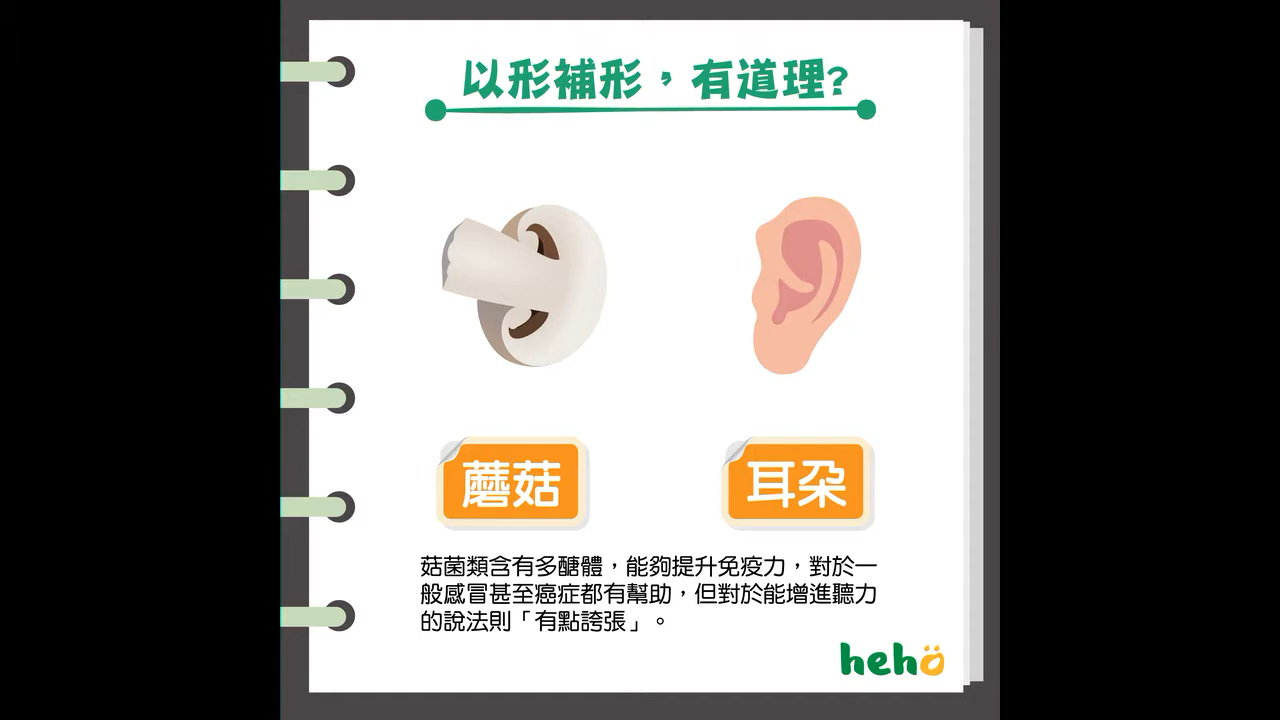 以形補形，有道理?
蘑菇
耳朵
菇菌類含有多醣體，能夠提升免疫力，對於一
般感冒甚至癌症都有幫助，但對於能增進聽力
的說法則「有點誇張」。
heho